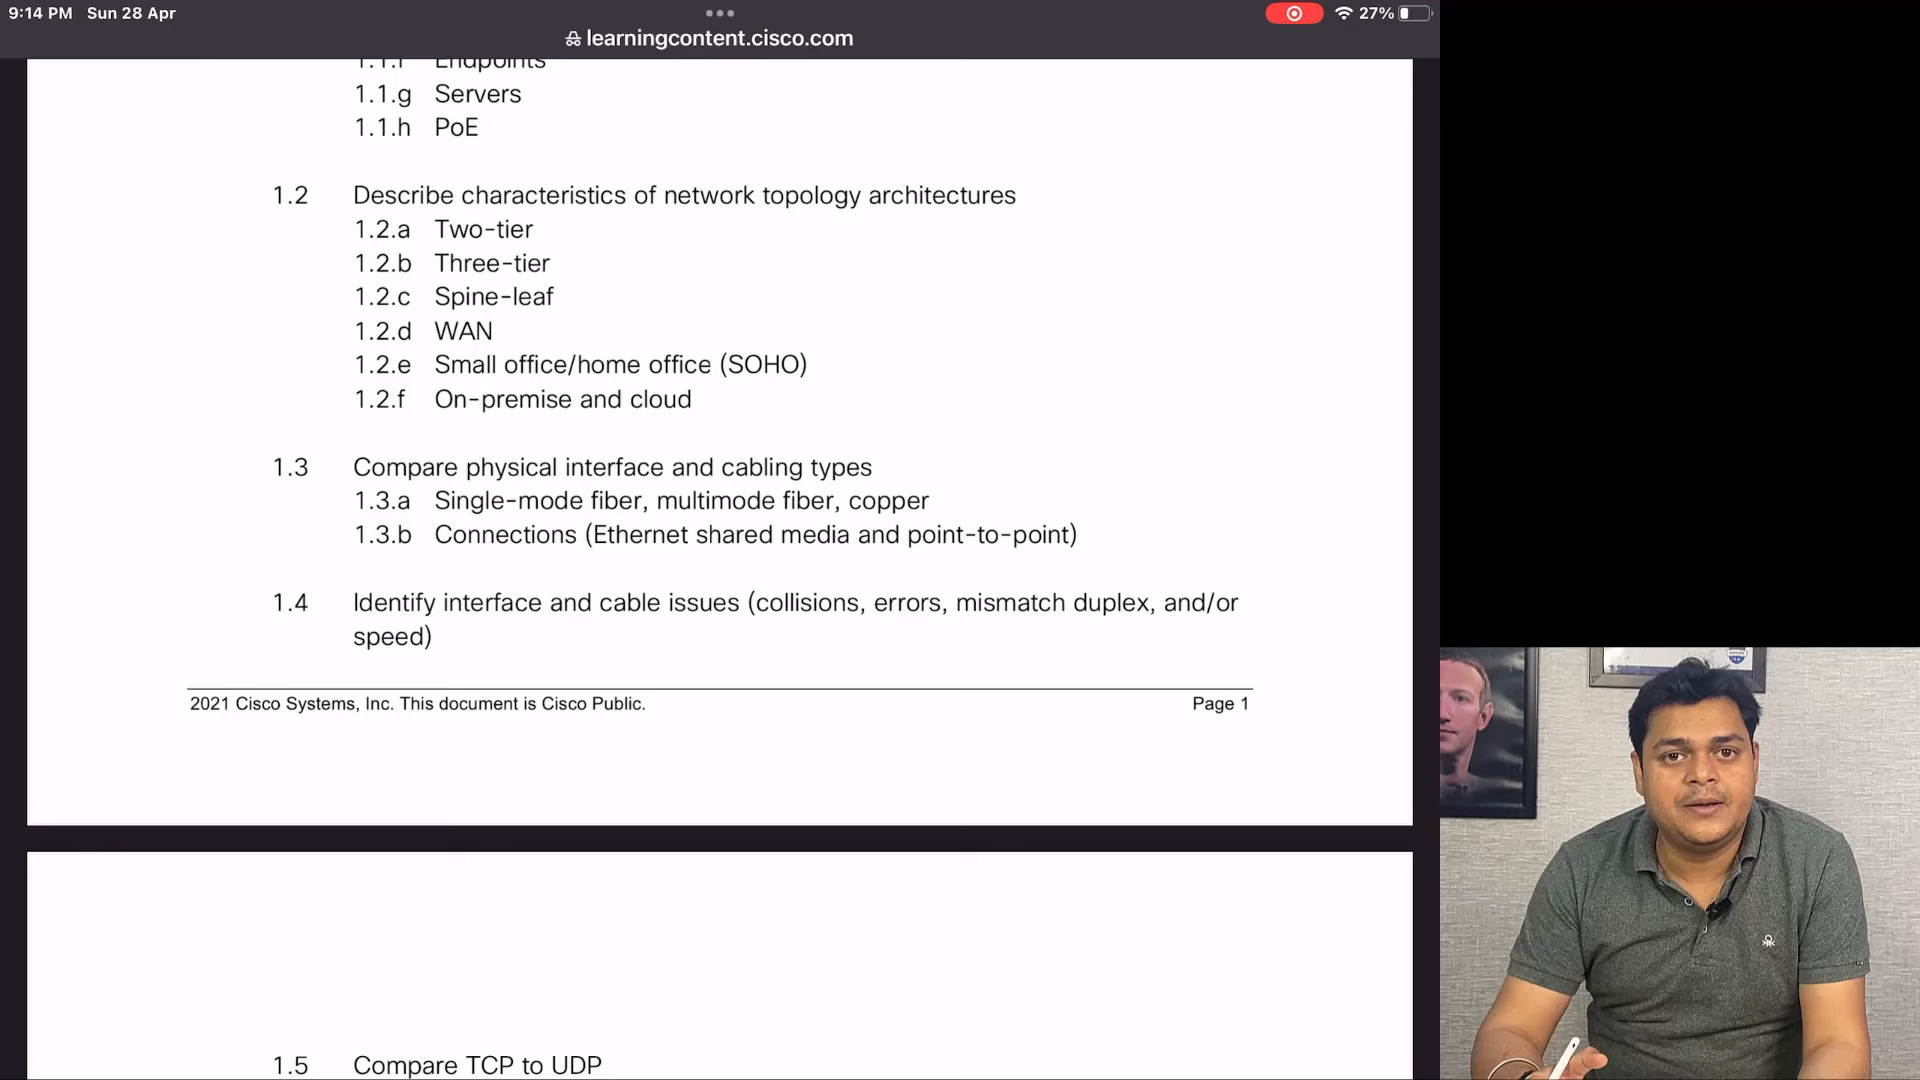 9:14 PM Sun 28 Apr
27%
learningcontent.cisco.com
1.1.f Endpoints
1.1.g Servers
1.1.h PoE
1.2 Describe characteristics of network topology architectures
1.2.a Two-tier
1.2.b Three-tier
1.2.c Spine-leaf
1.2.d WAN
1.2.e Small office/home office (SOHO)
1.2.f On-premise and cloud
1.3 Compare physical interface and cabling types
1.3.a Single-mode fiber, multimode fiber, copper
1.3.b Connections (Ethernet shared media and point-to-point)
1.4 Identify interface and cable issues (collisions, errors, mismatch duplex, and/or
speed)
2021 Cisco Systems, Inc. This document is Cisco Public. Page 1
1.5 Compare TCP to UDP